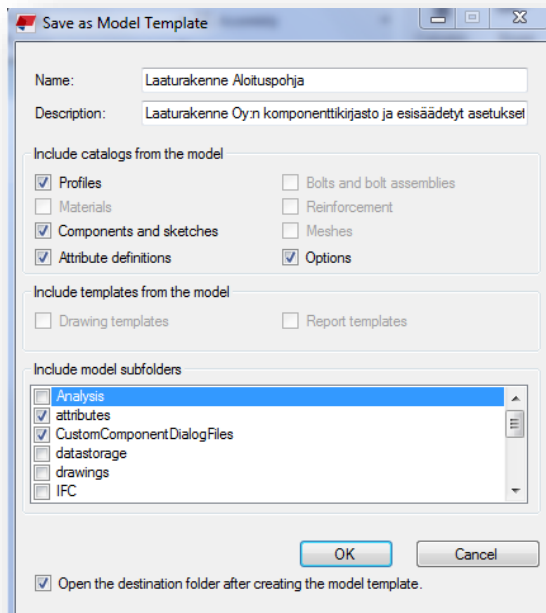 Save as Model Template
Name: Laaturakenne Aloituspohja
Description: Laaturakenne Oy:n komponenttikirjasto ja esisäädetyt asetukset
Include catalogs from the model
Profiles Bolts and bolt assemblies
Materials Reinforcement
Components and sketches Meshes
Attribute definitions Options
Include templates from the model
Drawing templates Report templates
Include model subfolders
Analysis
attributes
CustomComponentDialogFiles
datastorage
drawings
IFC
OK Cancel
Open the destination folder after creating the model template.